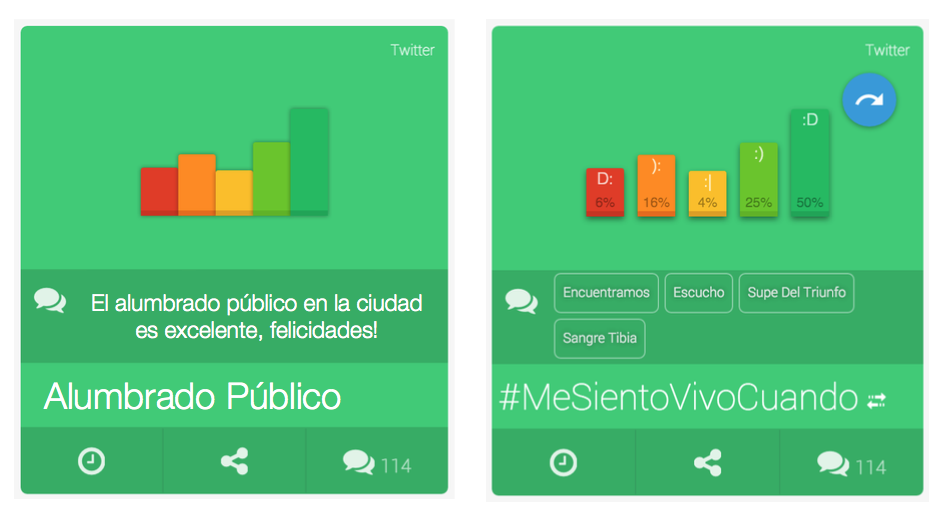 Twitter
El alumbrado público en la ciudad
es excelente, felicidades!
Alumbrado Público
114
Twitter
D: ): :| :) :D
6% 16% 4% 25% 50%
Encuentramos Escucho Supe Del Triunfo
Sangre Tibia
#MeSientoVivoCuando
114